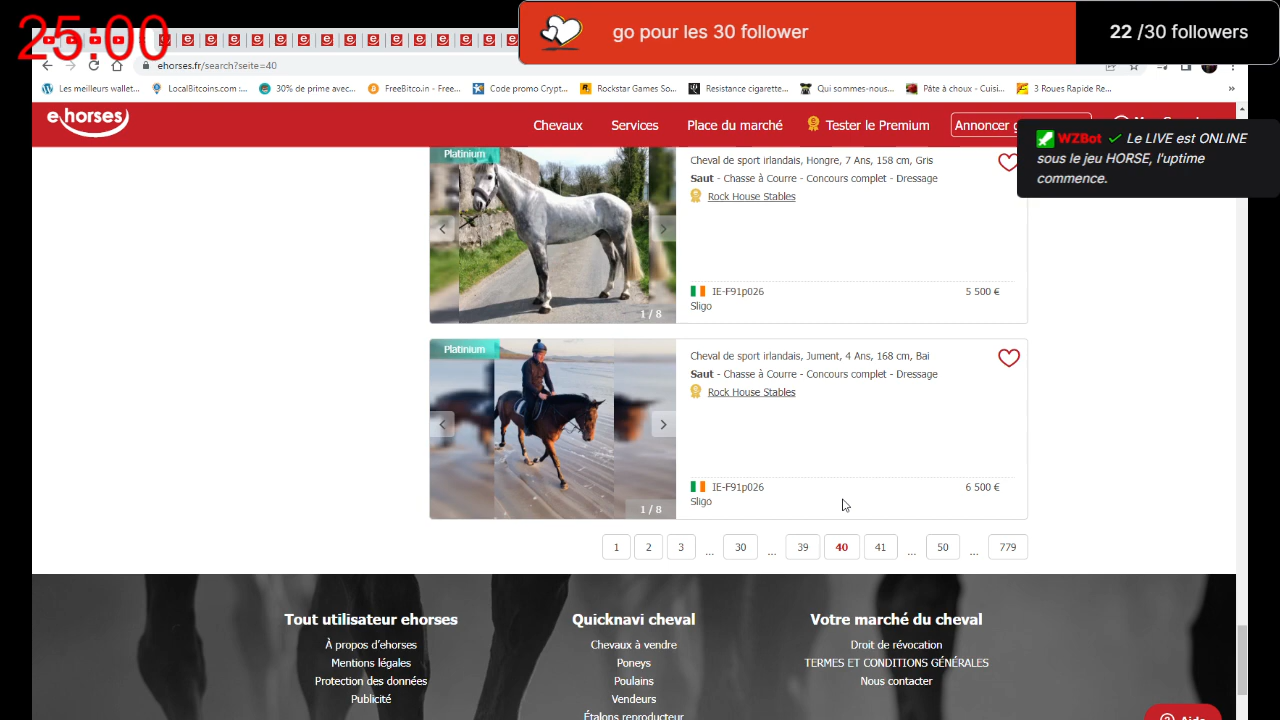 25:00
go pour les 30 follower
22 /30 followers
ehorses.fr/search?seite=40
Les meilleurs wallet...
LocalBitcoins.com :...
30% de prime avec...
FreeBitco.in - Free...
Code promo Crypt...
Rockstar Games So...
Resistance cigarette...
Qui sommes-nous...
Pâte à choux - Cuisi...
3 Roues Rapide Re...
»
ehorses
Chevaux
Services
Place du marché
Tester le Premium
Annoncer
WZBot Le LIVE est ONLINE
sous le jeu HORSE, l'uptime
commence.
Platinium
Cheval de sport irlandais, Hongre, 7 Ans, 158 cm, Gris
Saut - Chasse à Courre - Concours complet - Dressage
Rock House Stables
1 / 8
IE-F91p026
5 500 €
Sligo
Platinium
Cheval de sport irlandais, Jument, 4 Ans, 168 cm, Bai
Saut - Chasse à Courre - Concours complet - Dressage
Rock House Stables
1 / 8
IE-F91p026
6 500 €
Sligo
1 2 3 ... 30 ... 39 40 41 ... 50 ... 779
Tout utilisateur ehorses
À propos d'ehorses
Mentions légales
Protection des données
Publicité
Quicknavi cheval
Chevaux à vendre
Poneys
Poulains
Vendeurs
Étalons reproducteur
Votre marché du cheval
Droit de révocation
TERMES ET CONDITIONS GÉNÉRALES
Nous contacter
Aide